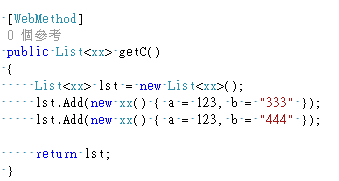 [WebMethod]
0 個參考
public List<xx> getC()
{
List<xx> lst = new List<xx>();
lst.Add(new xx() { a = 123, b = "333" });
lst.Add(new xx() { a = 123, b = "444" });
return lst;
}